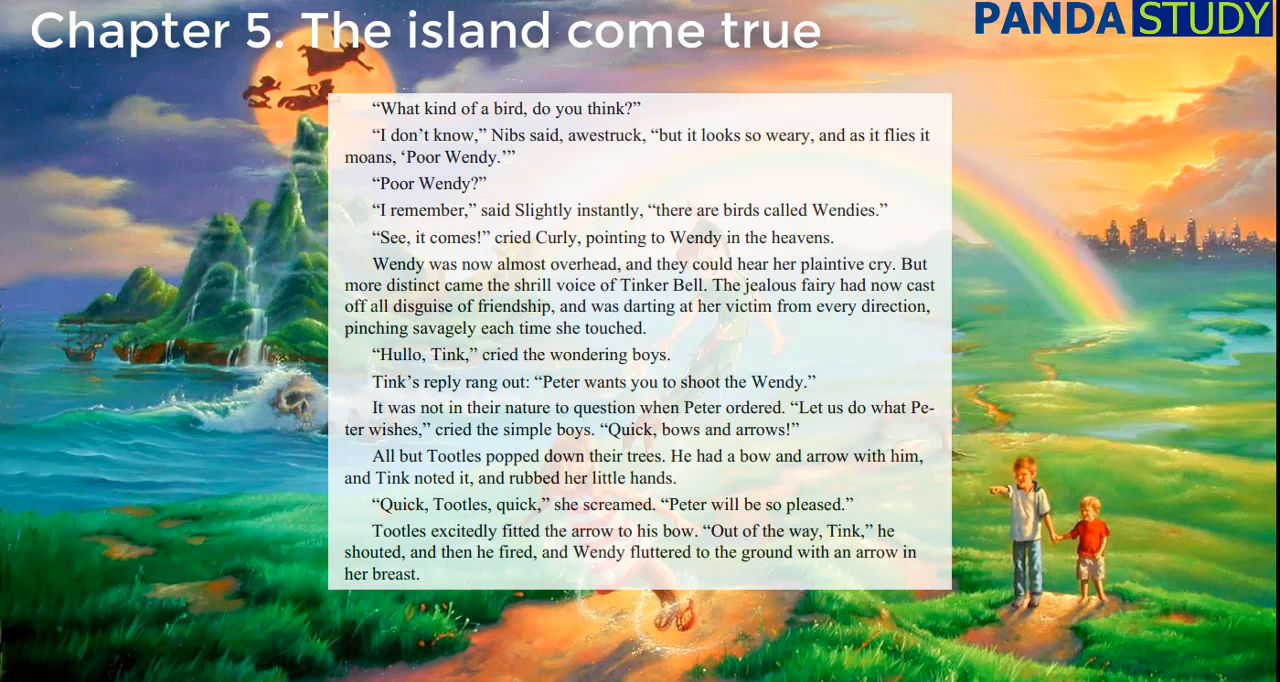 Chapter 5. The island come true
PANDA STUDY
“What kind of a bird, do you think?”
“I don’t know,” Nibs said, awestruck, “but it looks so weary, and as it flies it
moans, ‘Poor Wendy.’”
“Poor Wendy?”
“I remember,” said Slightly instantly, “there are birds called Wendies.”
“See, it comes!” cried Curly, pointing to Wendy in the heavens.
Wendy was now almost overhead, and they could hear her plaintive cry. But
more distinct came the shrill voice of Tinker Bell. The jealous fairy had now cast
off all disguise of friendship, and was darting at her victim from every direction,
pinching savagely each time she touched.
“Hullo, Tink,” cried the wondering boys.
Tink’s reply rang out: “Peter wants you to shoot the Wendy.”
It was not in their nature to question when Peter ordered. “Let us do what Pe-
ter wishes,” cried the simple boys. “Quick, bows and arrows!”
All but Tootles popped down their trees. He had a bow and arrow with him,
and Tink noted it, and rubbed her little hands.
“Quick, Tootles, quick,” she screamed. “Peter will be so pleased.”
Tootles excitedly fitted the arrow to his bow. “Out of the way, Tink,” he
shouted, and then he fired, and Wendy fluttered to the ground with an arrow in
her breast.